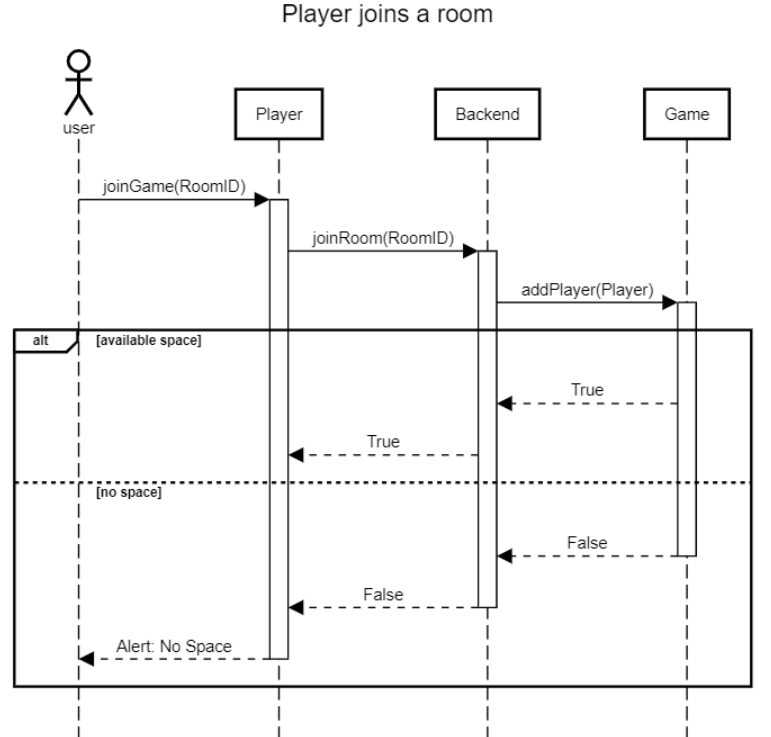 Player joins a room
user
Player
Backend
Game
joinGame(RoomID)
joinRoom(RoomID)
addPlayer(Player)
alt
[available space]
True
True
[no space]
False
False
Alert: No Space